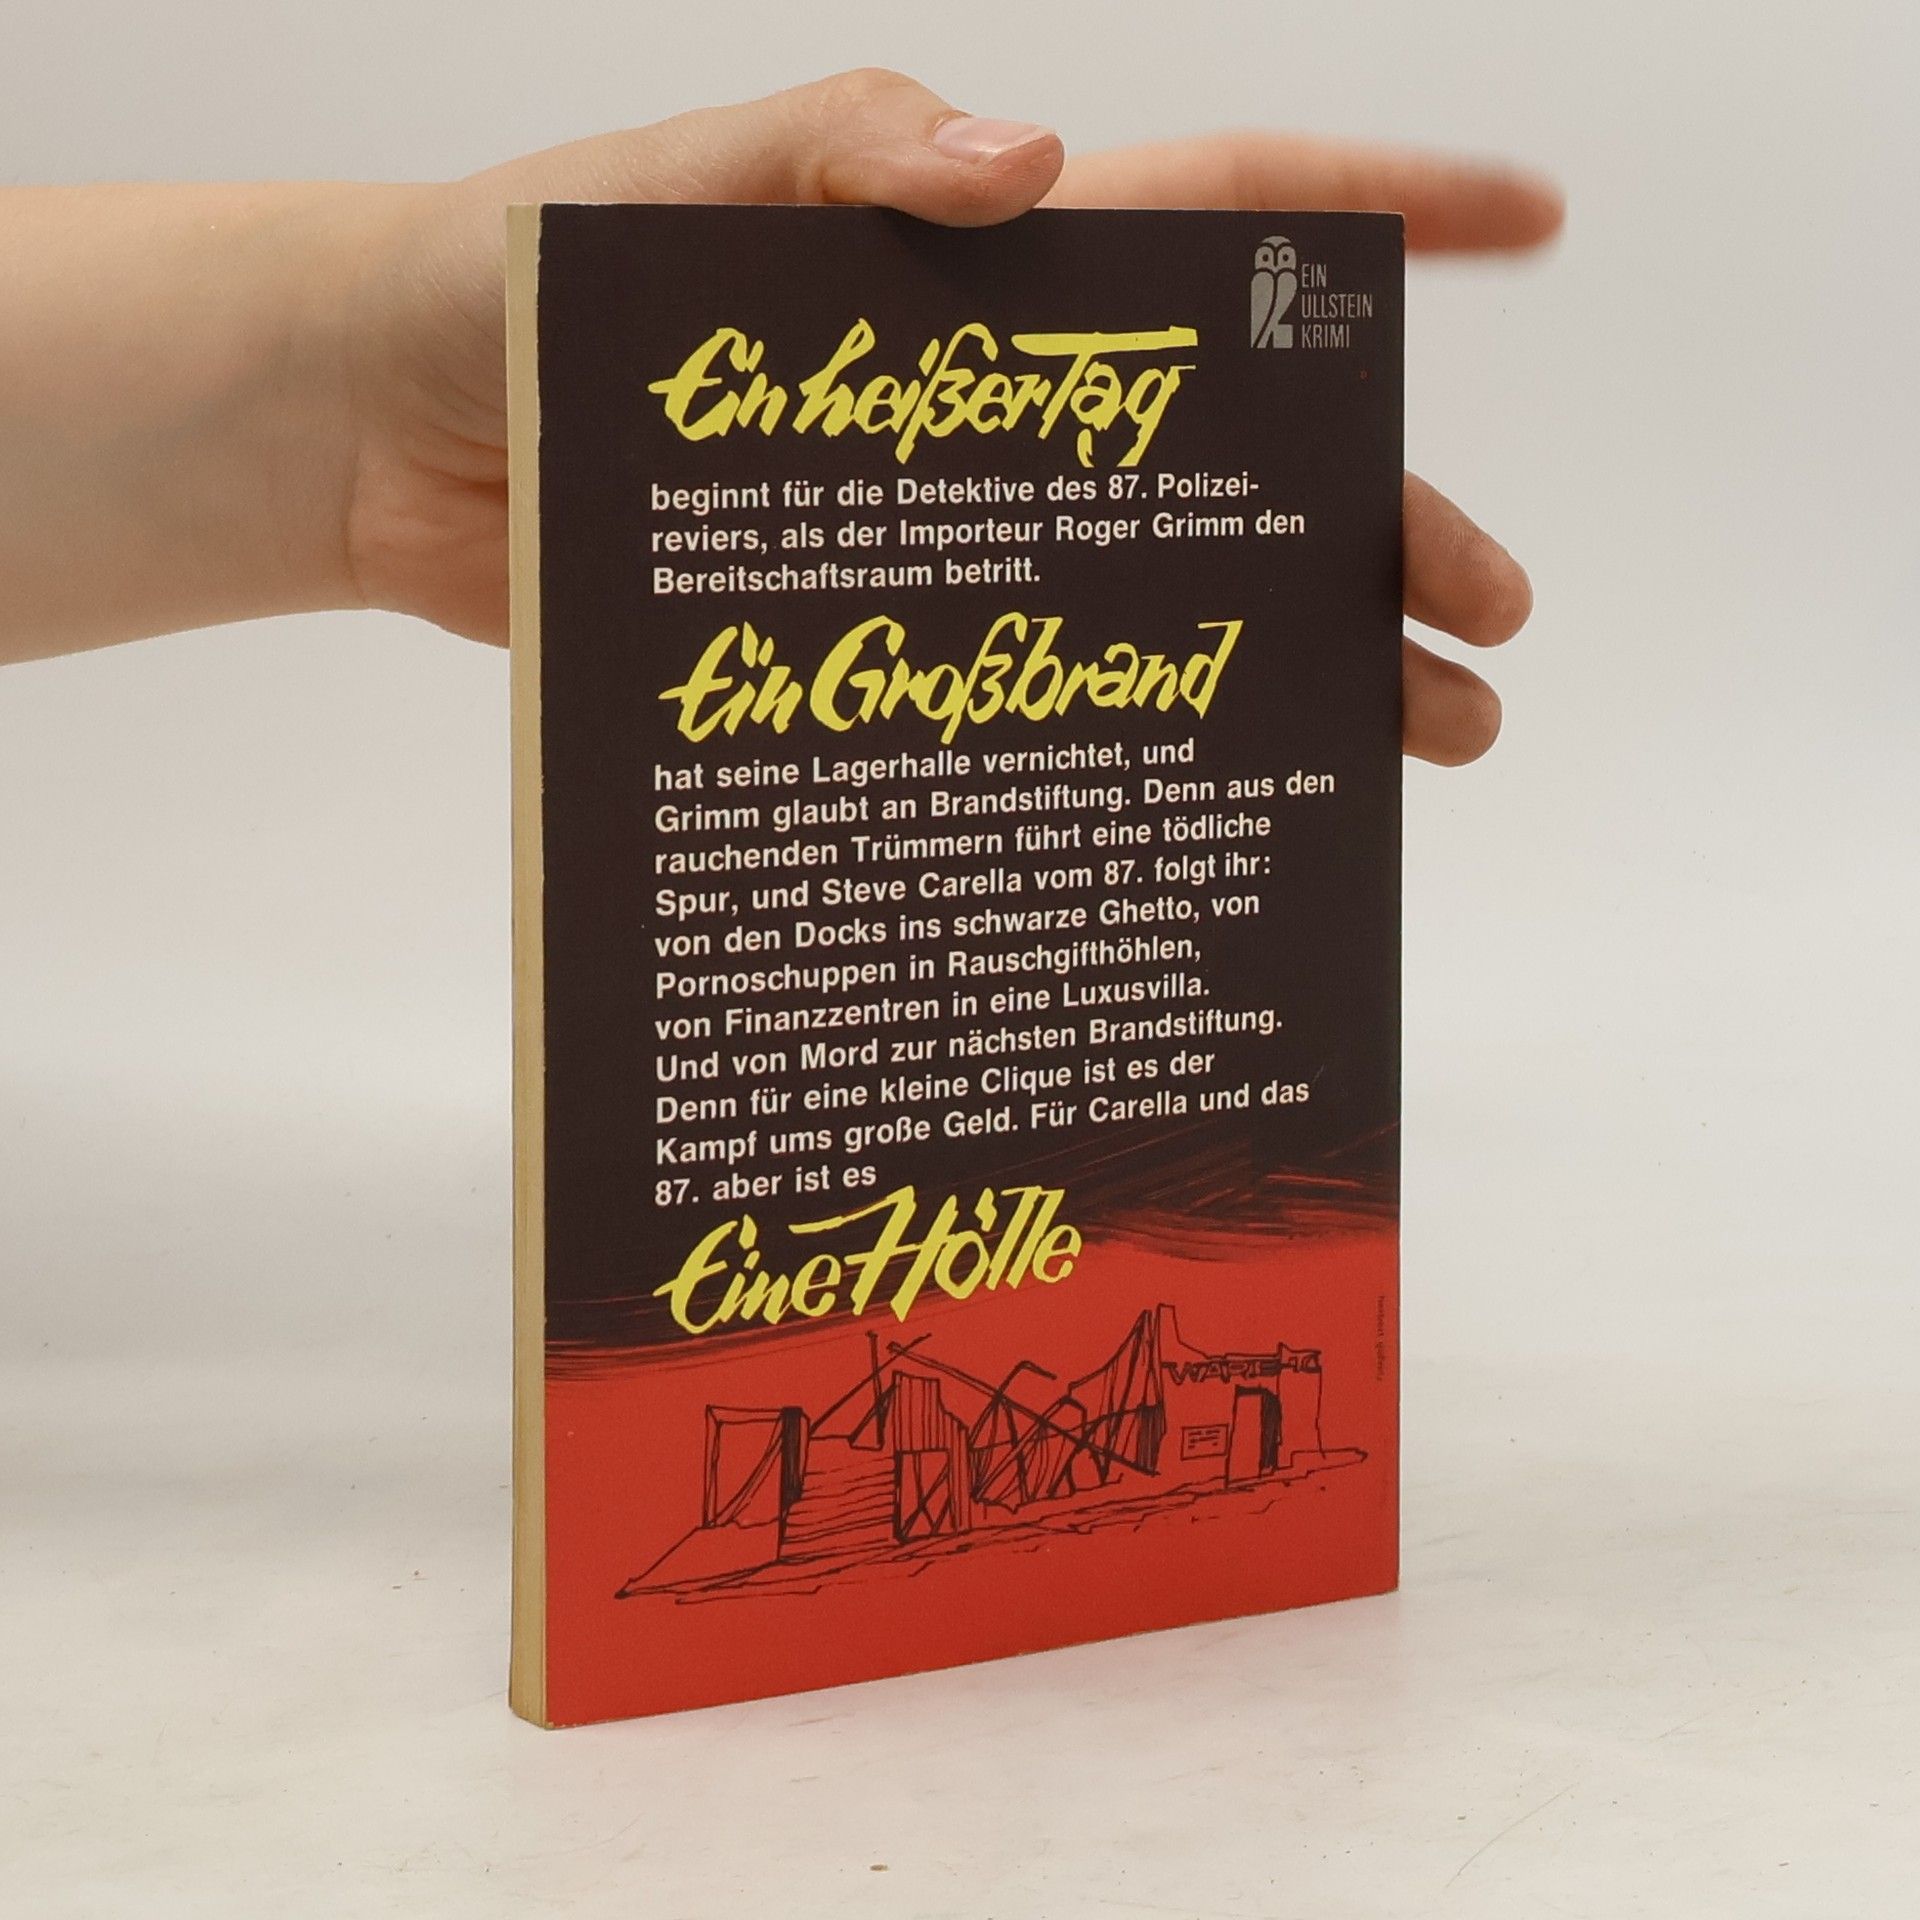 EIN
ULLSTEIN
KRIMI
Ein heißer Tag
beginnt für die Detektive des 87. Polizei-
reviers, als der Importeur Roger Grimm den
Bereitschaftsraum betritt.
Ein Großbrand
hat seine Lagerhalle vernichtet, und
Grimm glaubt an Brandstiftung. Denn aus den
rauchenden Trümmern führt eine tödliche
Spur, und Steve Carella vom 87. folgt ihr:
von den Docks ins schwarze Ghetto, von
Pornoschuppen in Rauschgifthöhlen,
von Finanzzentren in eine Luxusvilla.
Und von Mord zur nächsten Brandstiftung.
Denn für eine kleine Clique ist es der
Kampf ums große Geld. Für Carella und das
87. aber ist es
Eine Hölle